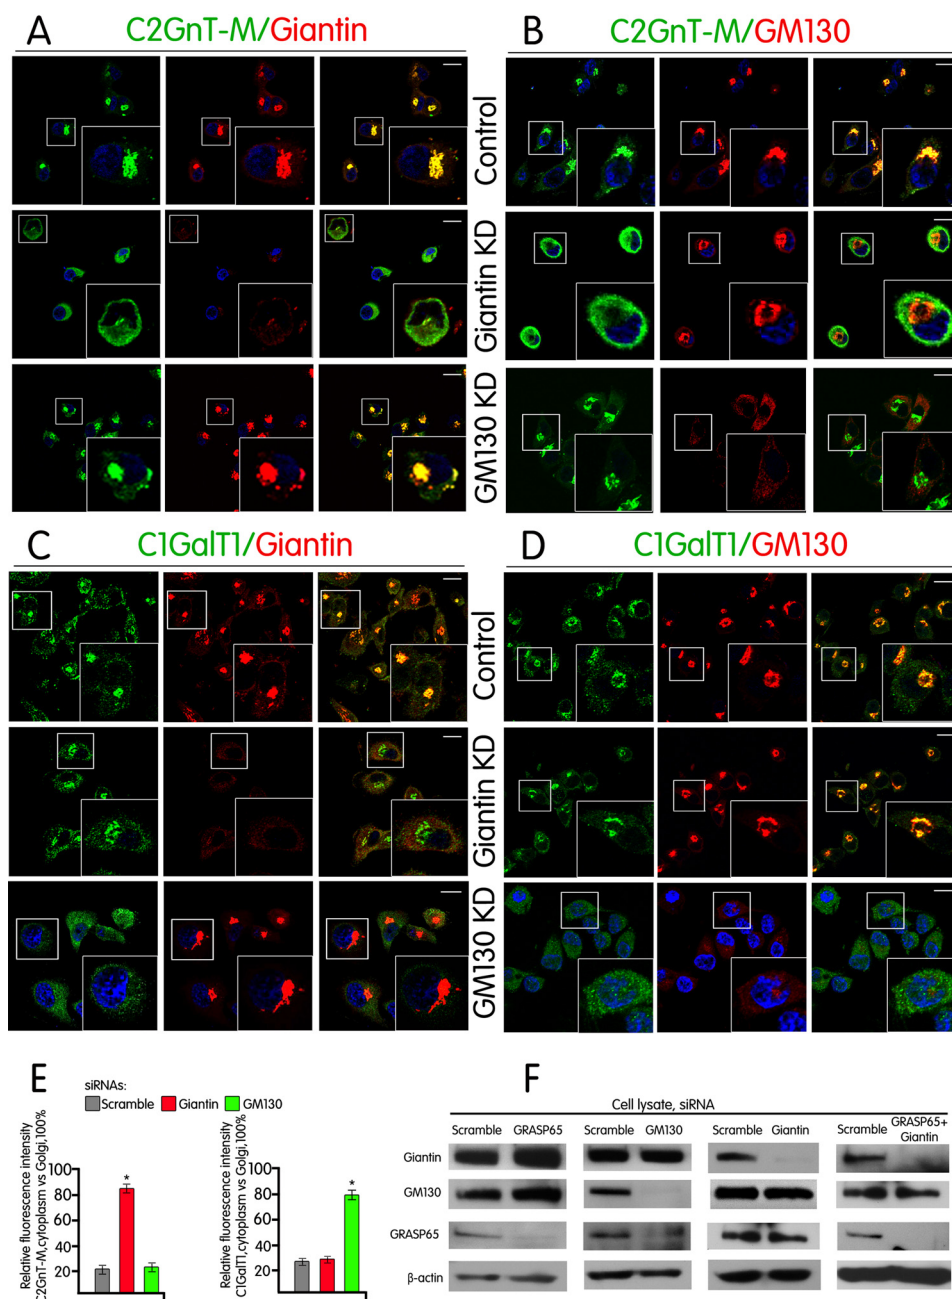 A
C2GnT-M/Giantin
B
C2GnT-M/GM130
Control
Giantin KD
GM130 KD
C
C1GalT1/Giantin
D
C1GalT1/GM130
Control
Giantin KD
GM130 KD
E
siRNAs:
Scramble
Giantin
GM130
Relative fluorescence intensity
C2GnT-M,cytoplasm vs Golgi,100%
100
80
60
40
20
*
Relative fluorescence intensity
C1GalT1,cytoplasm vs Golgi,100%
100
80
60
40
20
*
F
Cell lysate, siRNA
Scramble GRASP65
Scramble GM130
Scramble Giantin
Scramble GRASP65+
Giantin
Giantin
GM130
GRASP65
β-actin